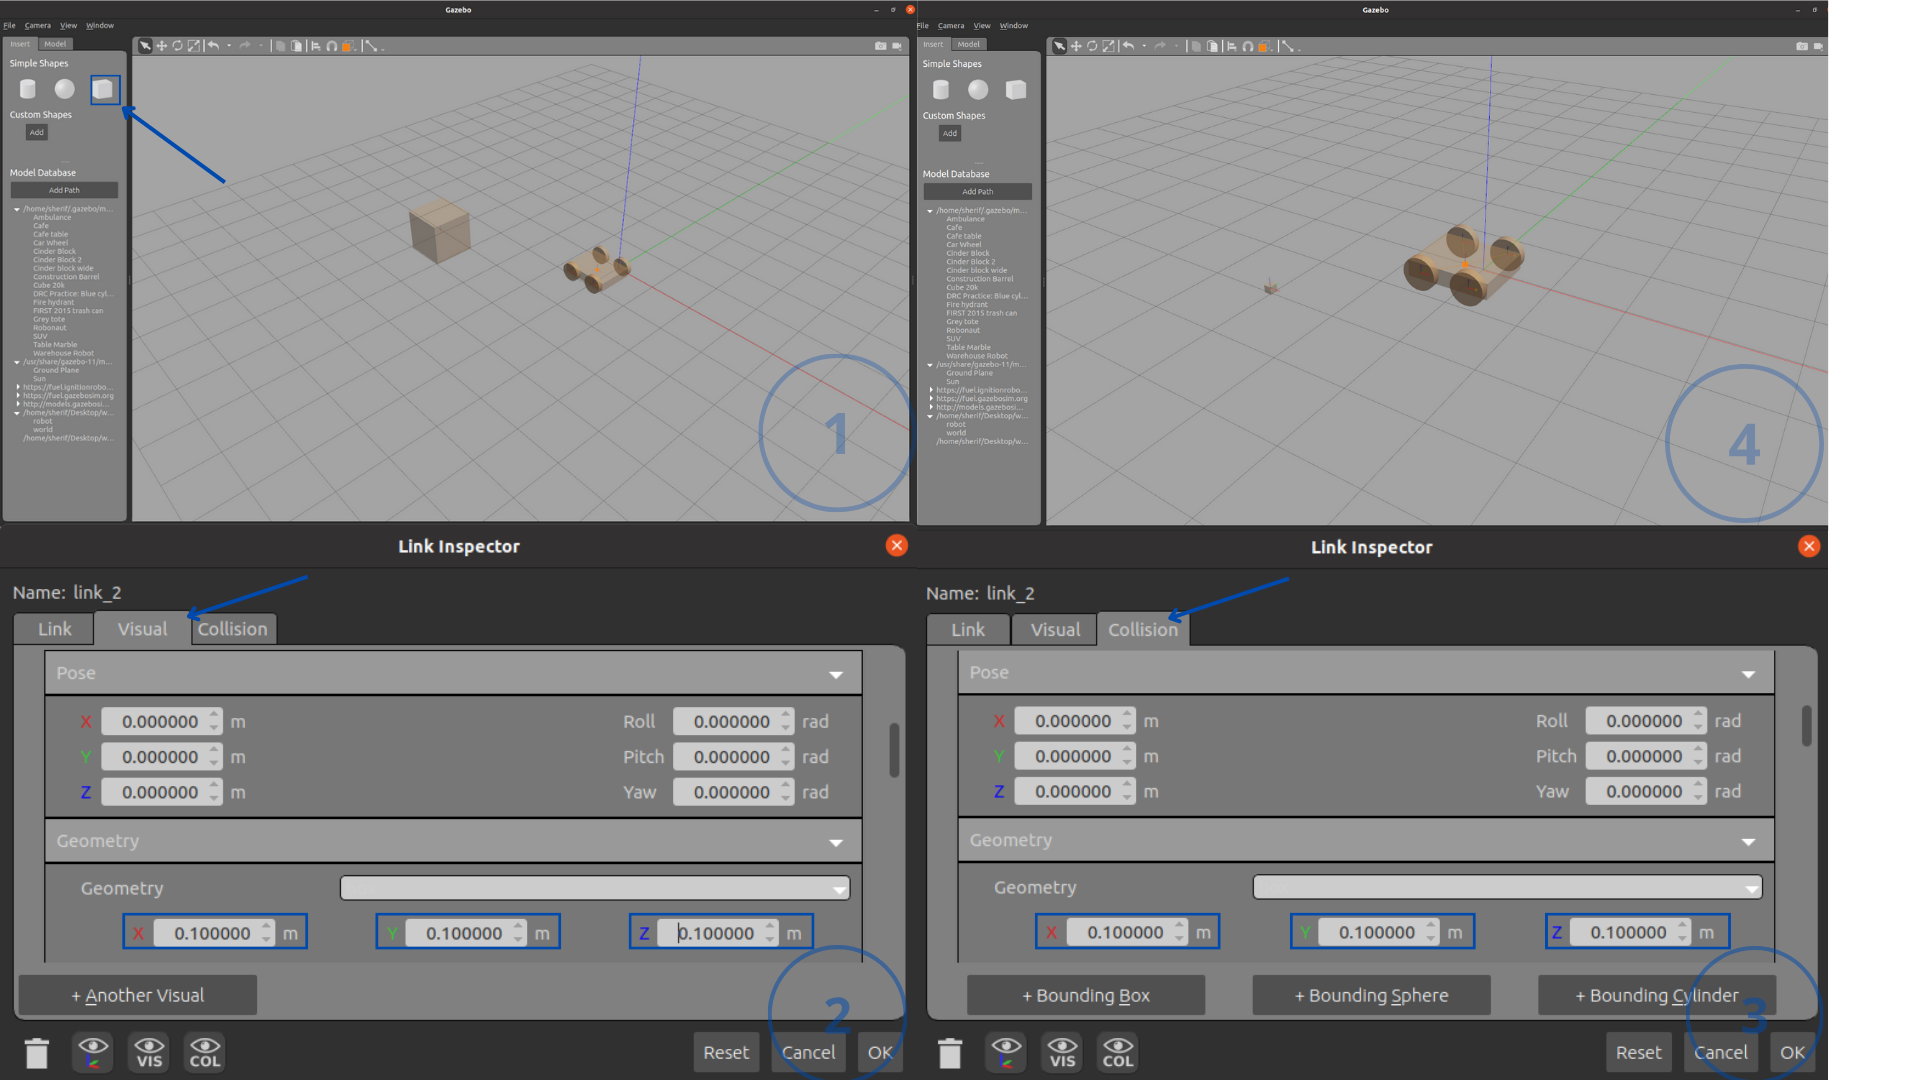 Gazebo
File Camera View Window
Insert Model
Simple Shapes
Custom Shapes
Add
Model Database
Add Path
/home/sherif/.gazebo/m...
Ambulance
Cafe
Cafe table
Car Wheel
Cinder Block
Cinder Block 2
Cinder block wide
Construction Barrel
Cube 20k
DRC Practice: Blue cyl...
Fire hydrant
FIRST 2015 trash can
Grey tote
Robonaut
SUV
Table Marble
Warehouse Robot
/usr/share/gazebo-11/m...
Ground Plane
Sun
https://fuel.ignitionrobo...
https://fuel.gazebosim.org
http://models.gazebosi...
/home/sherif/Desktop/w...
robot
world
/home/sherif/Desktop/w...
1
Gazebo
File Camera View Window
Insert Model
Simple Shapes
Custom Shapes
Add
Model Database
Add Path
/home/sherif/.gazebo/m...
Ambulance
Cafe
Cafe table
Car Wheel
Cinder Block
Cinder Block 2
Cinder block wide
Construction Barrel
Cube 20k
DRC Practice: Blue cyl...
Fire hydrant
FIRST 2015 trash can
Grey tote
Robonaut
SUV
Table Marble
Warehouse Robot
/usr/share/gazebo-11/m...
Ground Plane
Sun
https://fuel.ignitionrobo...
https://fuel.gazebosim.org
http://models.gazebosi...
/home/sherif/Desktop/w...
robot
world
/home/sherif/Desktop/w...
4
Link Inspector
Name: link_2
Link Visual Collision
Pose
X 0.000000 m Roll 0.000000 rad
Y 0.000000 m Pitch 0.000000 rad
Z 0.000000 m Yaw 0.000000 rad
Geometry
Geometry
X 0.100000 m Y 0.100000 m Z 0.100000 m
+ Another Visual
2
VIS COL Reset Cancel OK
Link Inspector
Name: link_2
Link Visual Collision
Pose
X 0.000000 m Roll 0.000000 rad
Y 0.000000 m Pitch 0.000000 rad
Z 0.000000 m Yaw 0.000000 rad
Geometry
Geometry
X 0.100000 m Y 0.100000 m Z 0.100000 m
+ Bounding Box + Bounding Sphere + Bounding Cylinder
3
VIS COL Reset Cancel OK